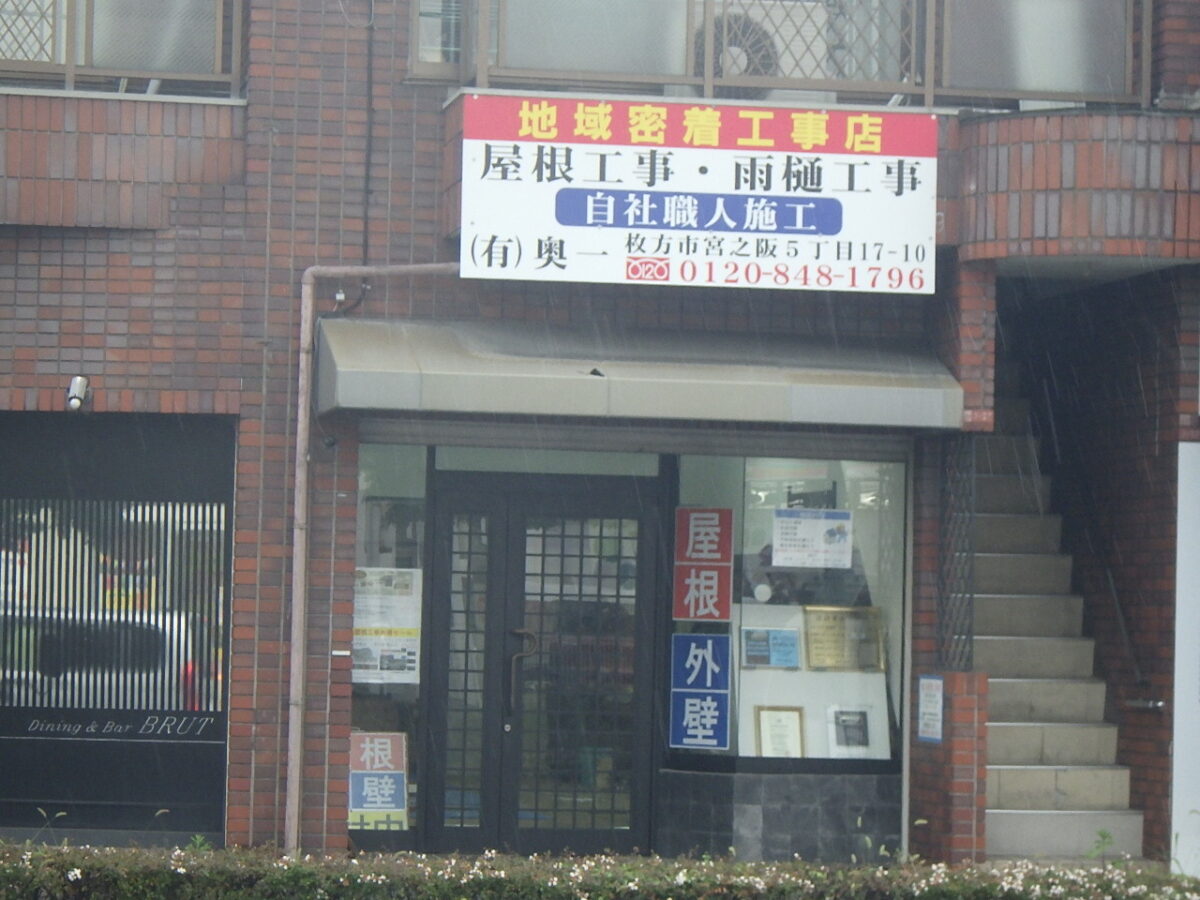 地域密着工事店
屋根工事・雨樋工事
自社職人施工
(有)奥一
枚方市宮之阪5丁目17-10
0120 0120-848-1796
屋根
外壁
根
壁
Dining & Bar BRUT